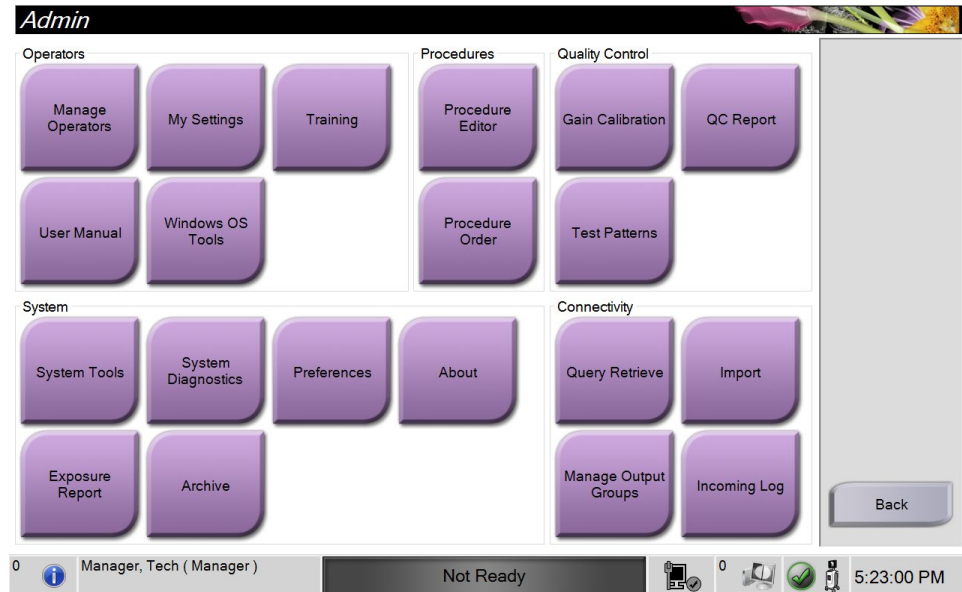 Admin
Operators
Manage
Operators
My Settings
Training
User Manual
Windows OS
Tools
Procedures
Procedure
Editor
Procedure
Order
Quality Control
Gain Calibration
QC Report
Test Patterns
System
System Tools
System
Diagnostics
Preferences
About
Exposure
Report
Archive
Connectivity
Query Retrieve
Import
Manage Output
Groups
Incoming Log
Back
0
Manager, Tech ( Manager )
Not Ready
0
5:23:00 PM